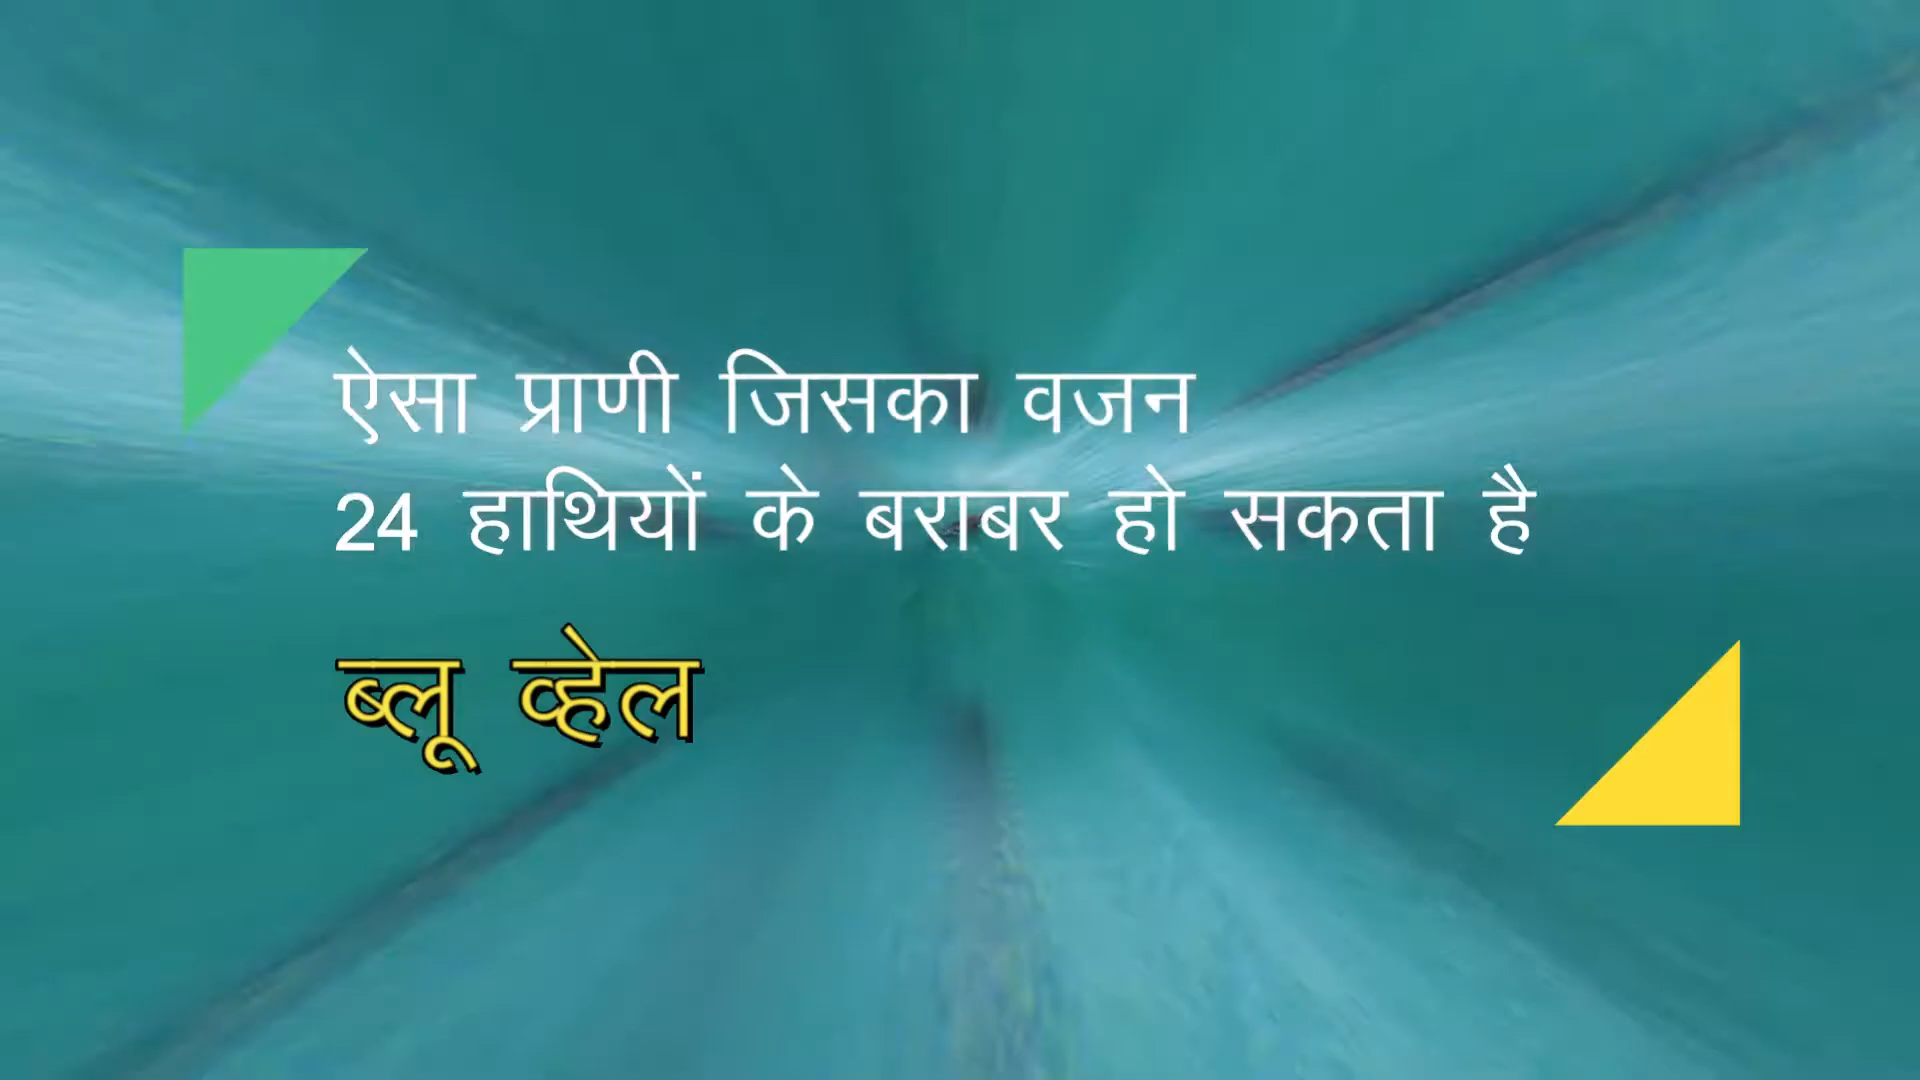 ऐसा प्राणी जिसका वजन
24 हाथियों के बराबर हो सकता है
ब्लू व्हेल